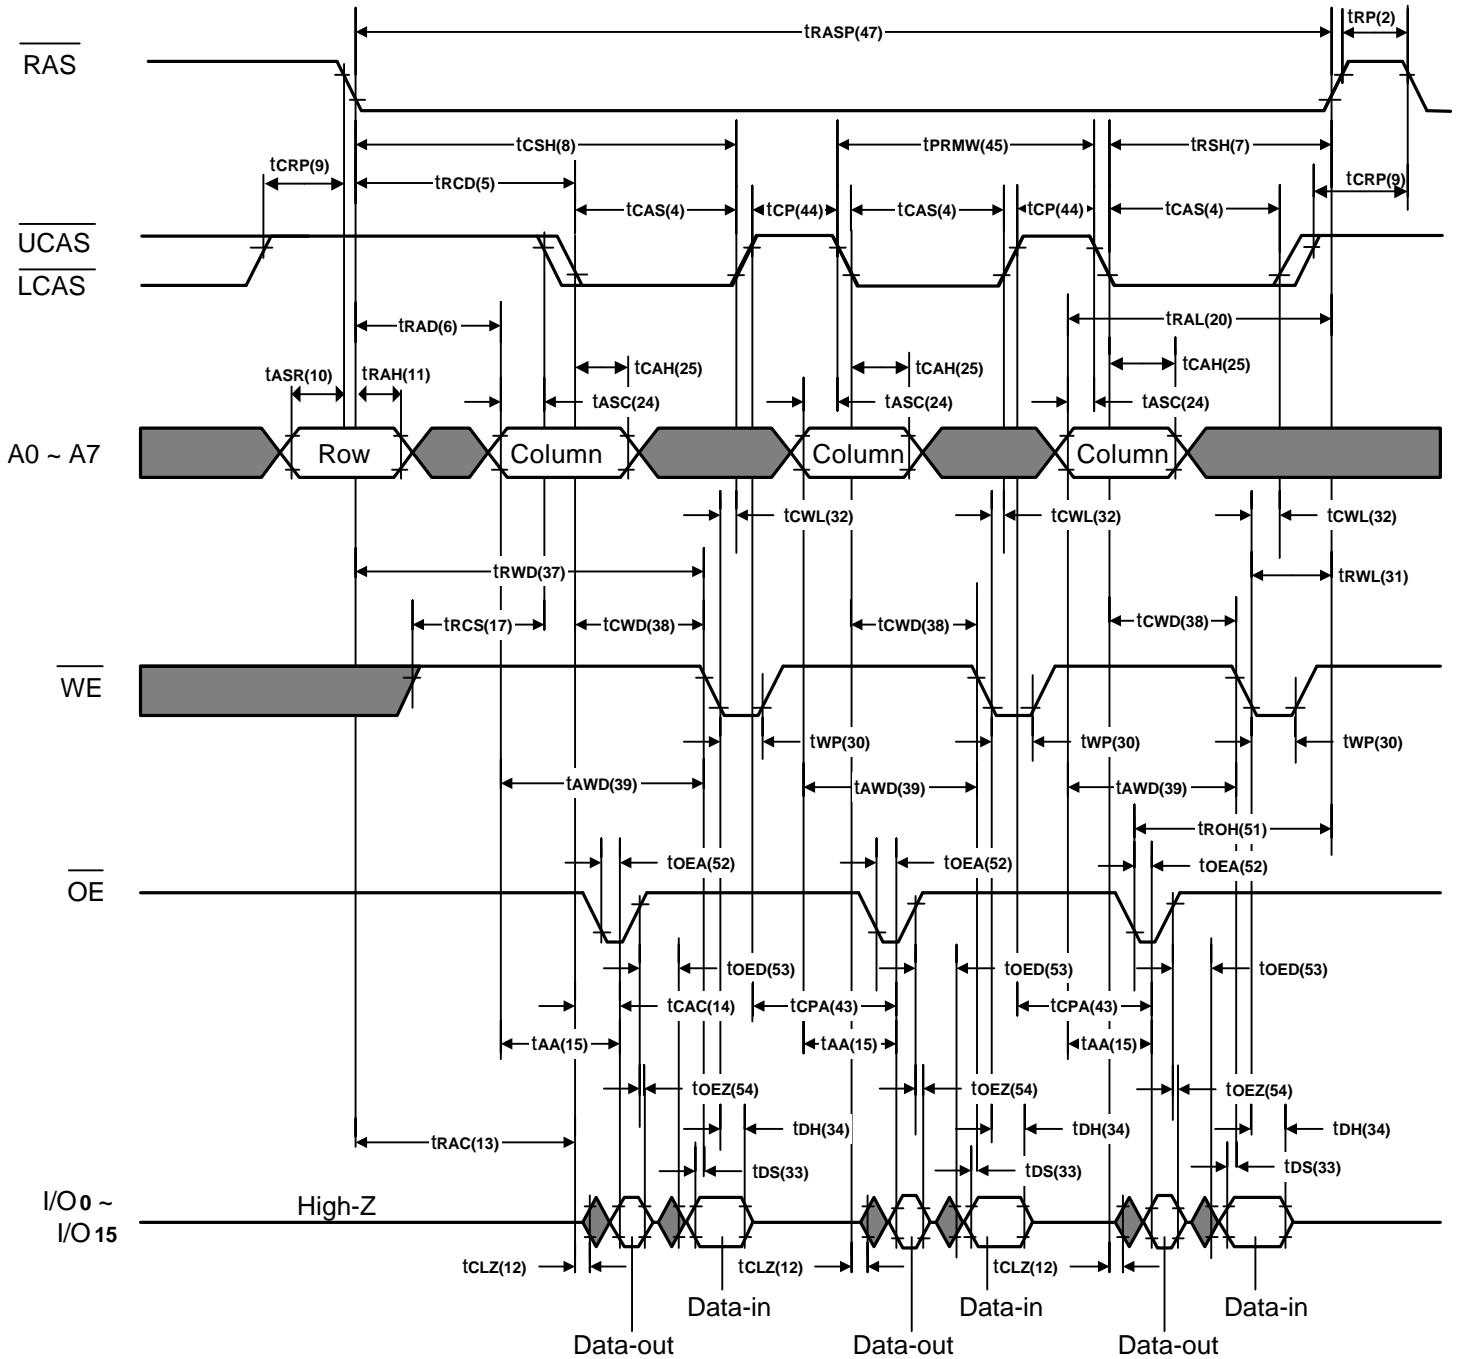 tRASP(47) tRP(2)
RAS
tCSH(8) tPRMW(45) tRSH(7)
tCRP(9) tRCD(5) tCRP(9)
tCAS(4) tCP(44) tCAS(4) tCP(44) tCAS(4)
UCAS
LCAS
tRAD(6) tRAL(20)
tASR(10) tRAH(11) tCAH(25) tCAH(25) tCAH(25)
tASC(24) tASC(24) tASC(24)
A0 ~ A7 Row Column Column Column
tCWL(32) tCWL(32) tCWL(32)
tRWD(37) tRWL(31)
tRCS(17) tCWD(38) tCWD(38) tCWD(38)
WE
tWP(30) tWP(30) tWP(30)
tAWD(39) tAWD(39) tAWD(39)
tROH(51)
tOEA(52) tOEA(52) tOEA(52)
OE
tOED(53) tOED(53) tOED(53)
tCAC(14) tCPA(43) tCPA(43)
tAA(15) tAA(15) tAA(15)
tOEZ(54) tOEZ(54) tOEZ(54)
tRAC(13) tDH(34) tDH(34) tDH(34)
tDS(33) tDS(33) tDS(33)
I/O0 ~ High-Z
I/O15
tCLZ(12) tCLZ(12) tCLZ(12)
Data-in Data-in Data-in
Data-out Data-out Data-out